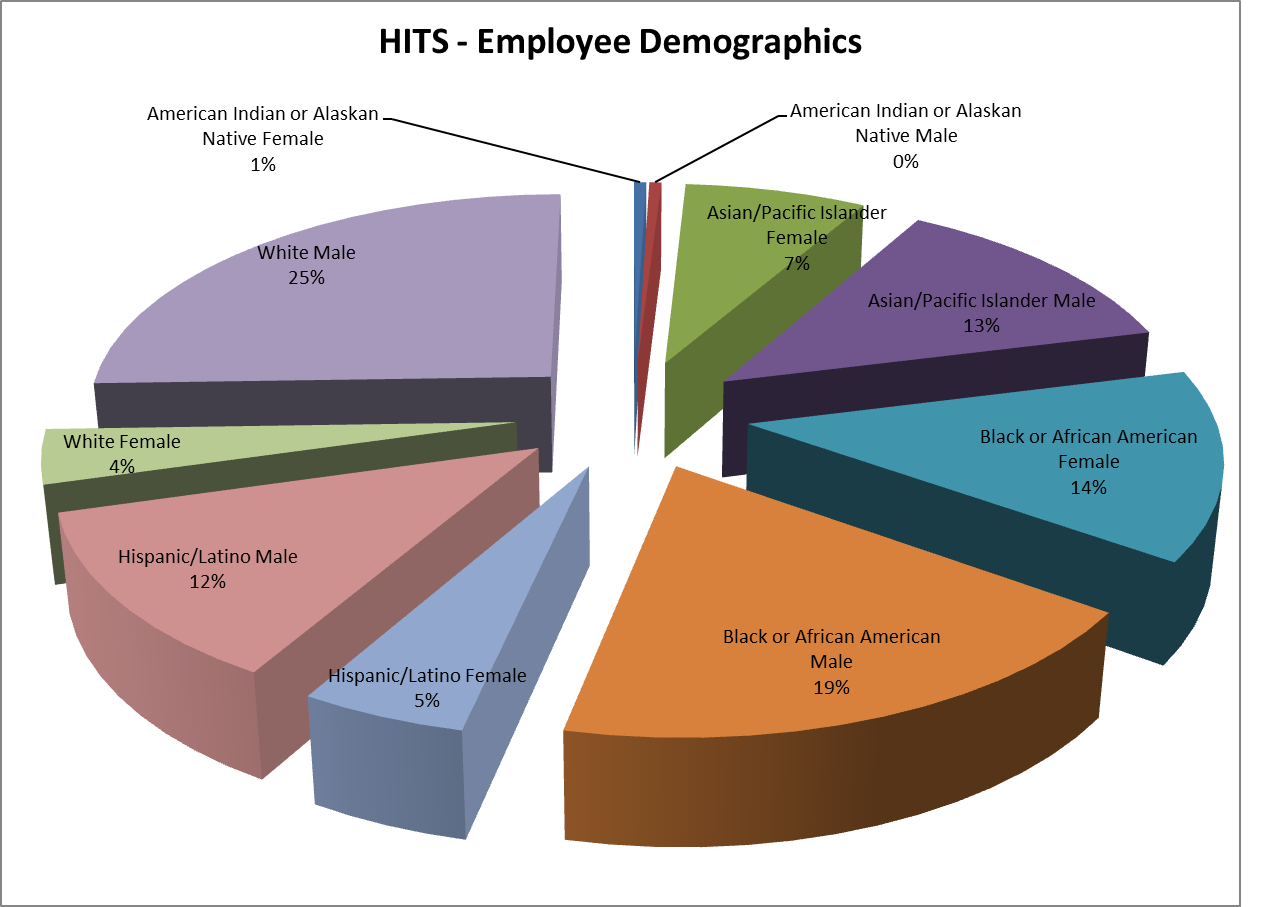 HITS - Employee Demographics
American Indian or Alaskan
Native Female
1%
American Indian or Alaskan
Native Male
0%
Asian/Pacific Islander
Female
7%
Asian/Pacific Islander Male
13%
Black or African American
Female
14%
Black or African American
Male
19%
Hispanic/Latino Female
5%
Hispanic/Latino Male
12%
White Female
4%
White Male
25%